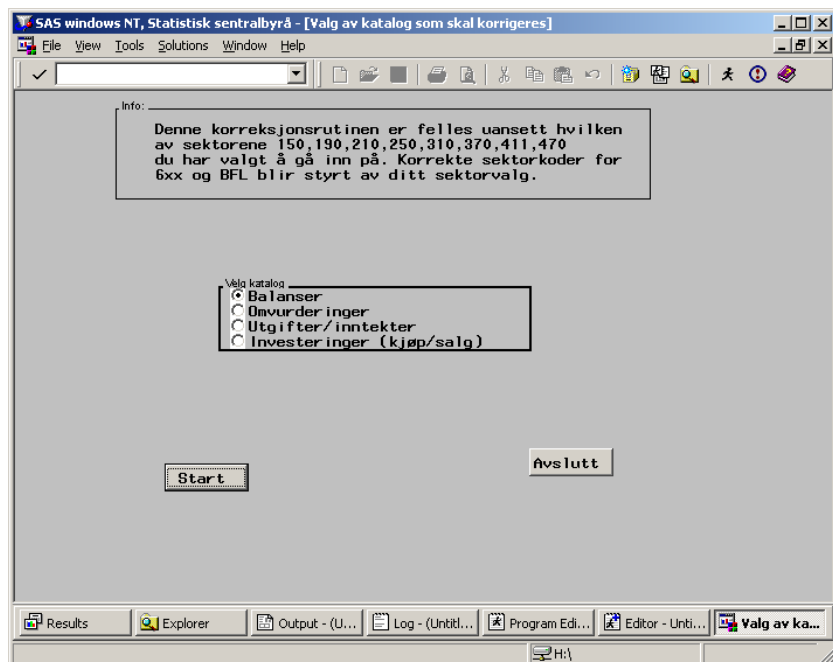 SAS windows NT, Statistisk sentralbyrå - [Valg av katalog som skal korrigeres]
File View Tools Solutions Window Help
Info:
Denne korreksjonsrutinen er felles uansett hvilken
av sektorene 150,190,210,250,310,370,411,470
du har valgt å gå inn på. Korrekte sektorkoder for
6xx og BFL blir styrt av ditt sektorvalg.
Velg katalog
Balanser
Omvurderinger
Utgifter/inntekter
Investeringer (kjøp/salg)
Start
Avslutt
Results Explorer Output - (U... Log - (Untitl... Program Edi... Editor - Unti... Valg av ka...
H:\